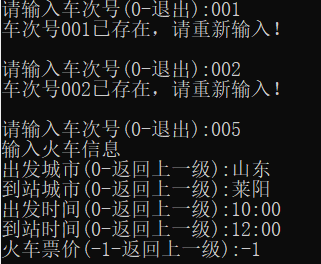 请输入车次号(0-退出):001
车次号001已存在，请重新输入！
请输入车次号(0-退出):002
车次号002已存在，请重新输入！
请输入车次号(0-退出):005
输入火车信息
出发城市(0-返回上一级):山东
到站城市(0-返回上一级):莱阳
出发时间(0-返回上一级):10:00
到站时间(0-返回上一级):12:00
火车票价(-1-返回上一级):-1